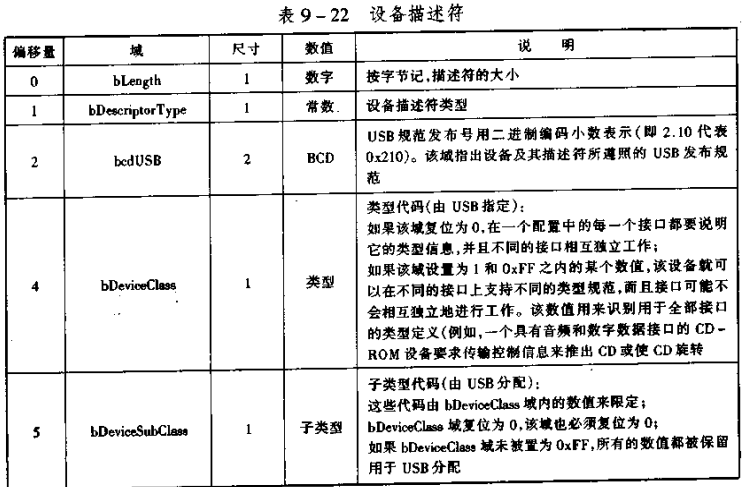 表 9-22 设备描述符
偏移量 域 尺寸 数值 说 明
0 bLength 1 数字 按字节记,描述符的大小
1 bDescriptorType 1 常数 设备描述符类型
2 bcdUSB 2 BCD USB 规范发布号用二进制编码小数表示(即 2.10 代表
0x210)。该域指出设备及其描述符所遵照的 USB 发布规
范
4 bDeviceClass 1 类型 类型代码(由 USB 指定):
如果该域复位为0,在一个配置中的每一个接口都要说明
它的类型信息,并且不同的接口相互独立工作;
如果该域设置为 1 和 0xFF 之内的某个数值,该设备就可
以在不同的接口上支持不同的类型规范,而且接口可能不
会相互独立地进行工作。该数值用来识别用于全部接口
的类型定义(例如,一个具有音频和数字数据接口的 CD-
ROM 设备要求传输控制信息来推出 CD 或使 CD 旋转
5 bDeviceSubClass 1 子类型 子类型代码(由 USB 分配):
这些代码由 bDeviceClass 域内的数值来限定;
bDeviceClass 域复位为 0,该域也必须复位为 0;
如果 bDeviceClass 域未被置为 0xFF,所有的数值都被保留
用于 USB 分配